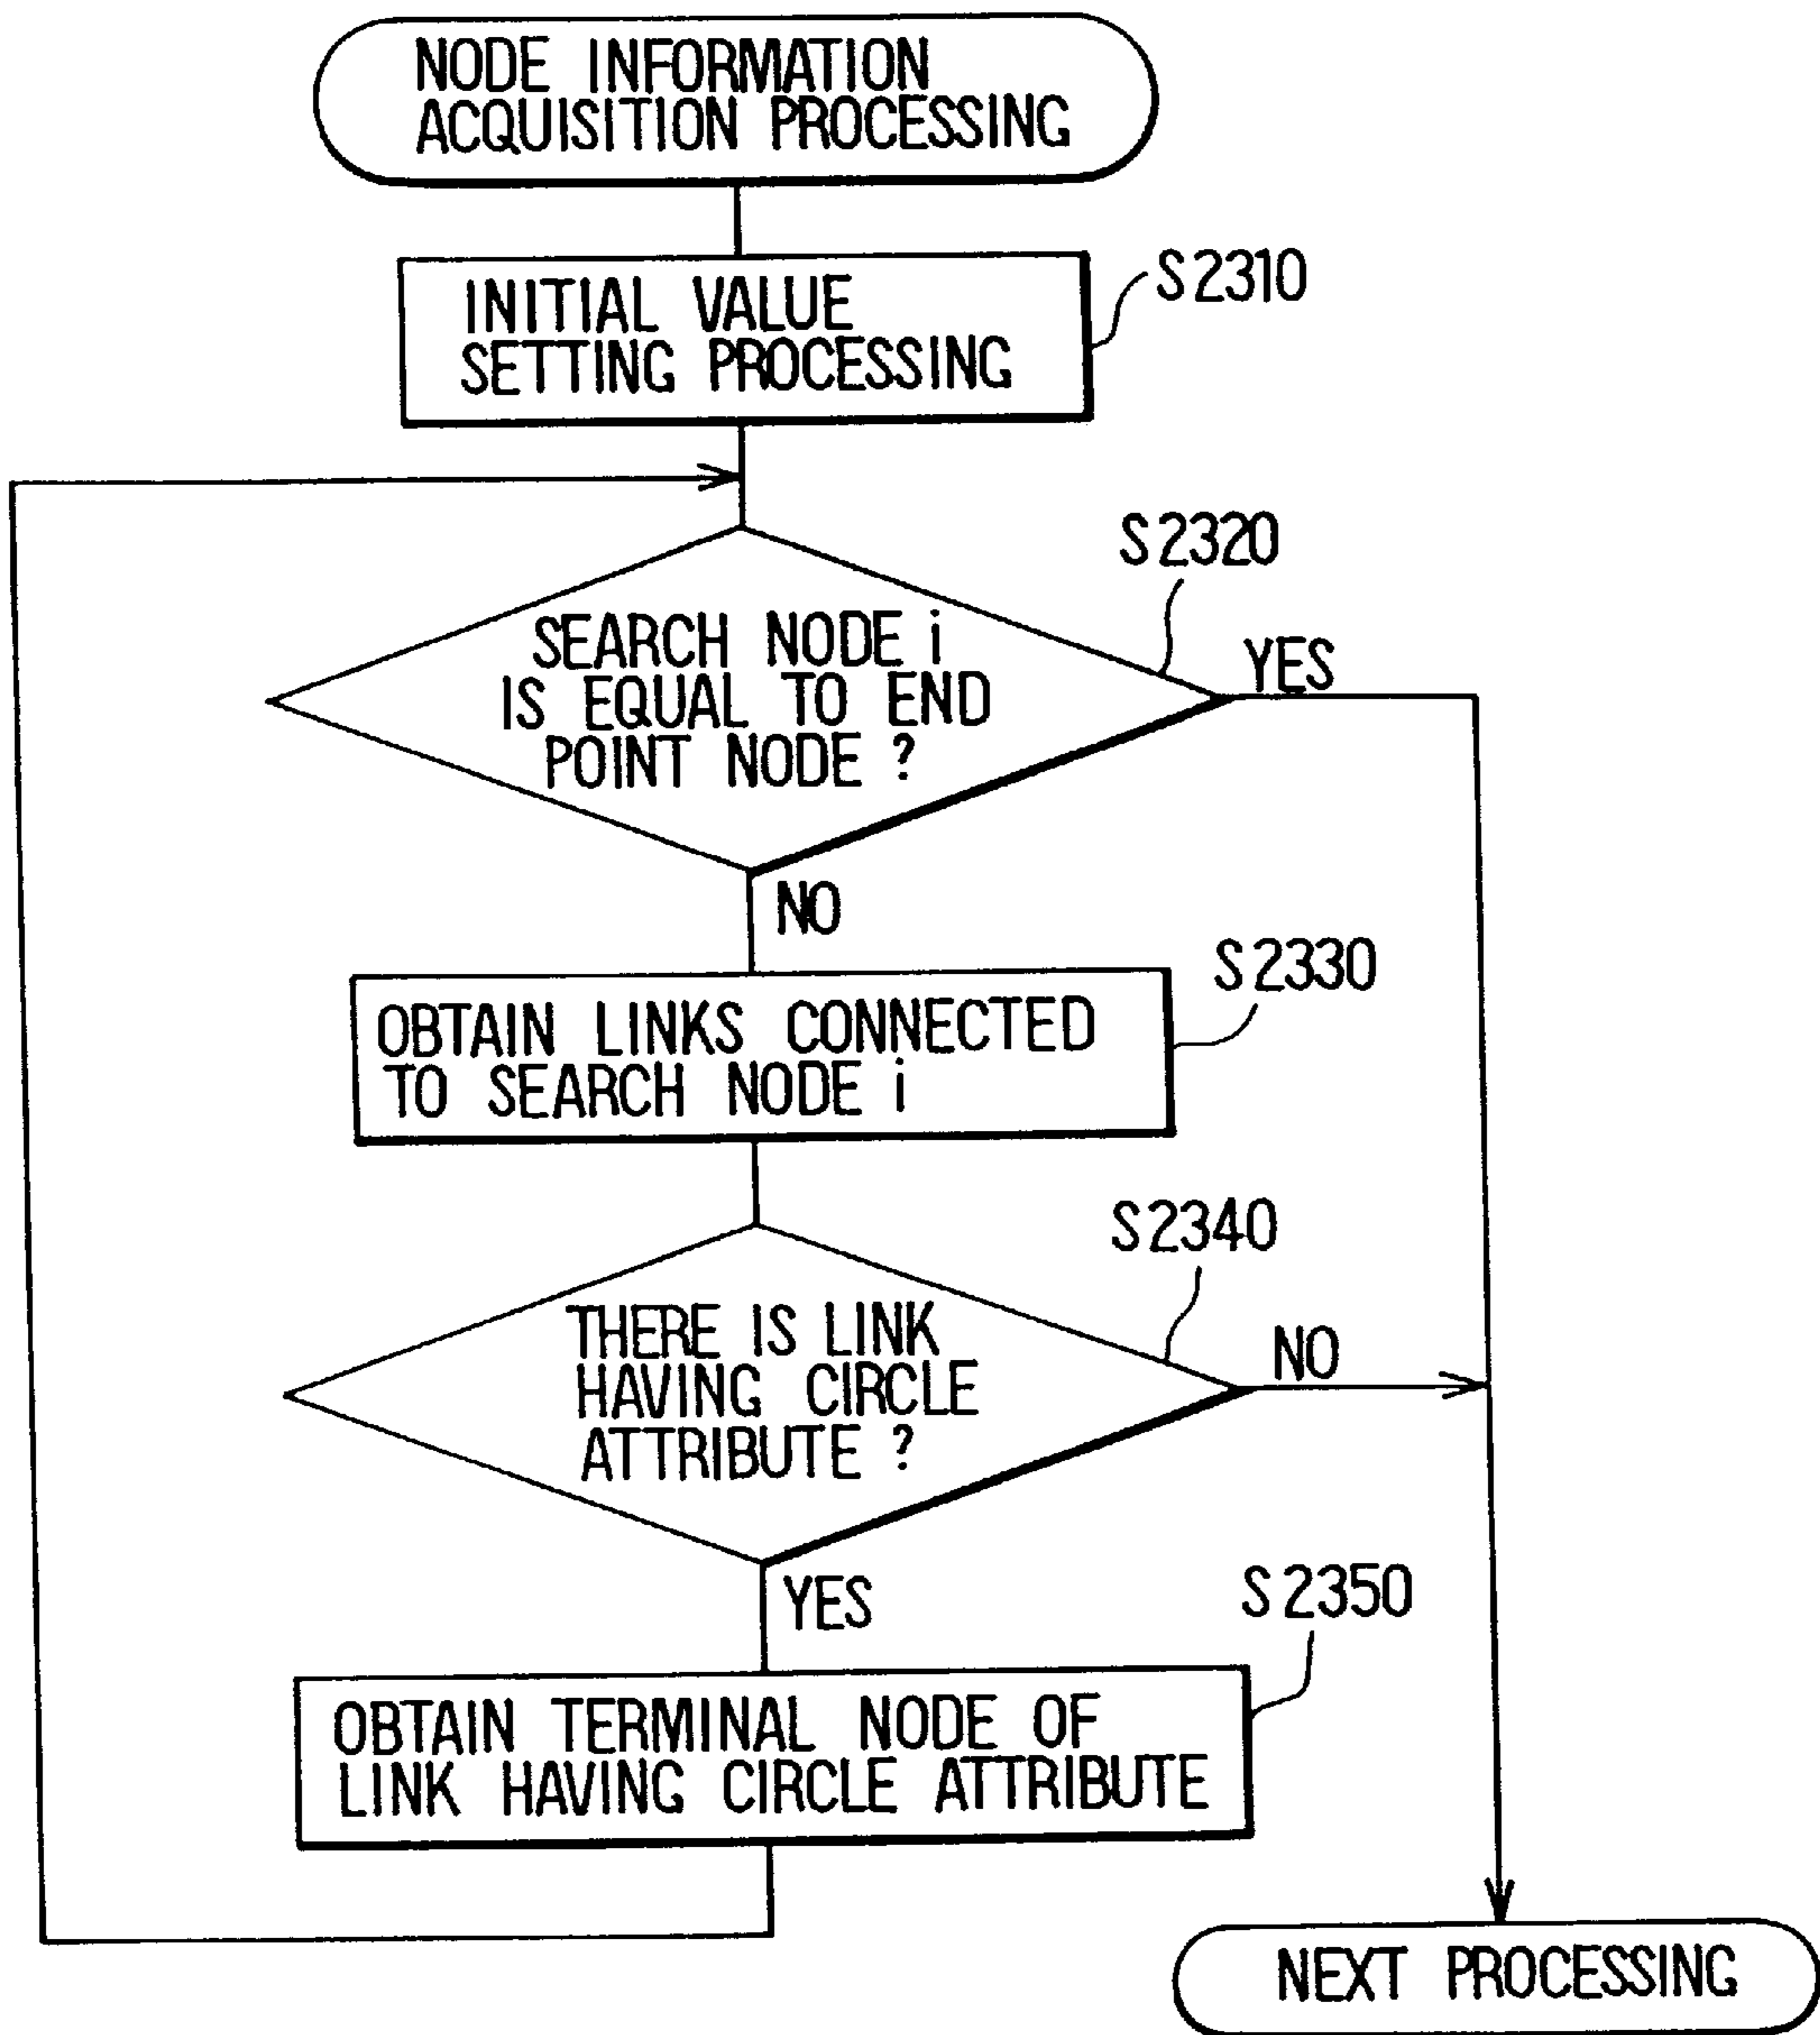 NODE INFORMATION
ACQUISITION PROCESSING
INITIAL VALUE
SETTING PROCESSING
S2310
SEARCH NODE i
IS EQUAL TO END
POINT NODE ?
S2320
YES
NO
OBTAIN LINKS CONNECTED
TO SEARCH NODE i
S2330
THERE IS LINK
HAVING CIRCLE
ATTRIBUTE ?
S2340
NO
YES
OBTAIN TERMINAL NODE OF
LINK HAVING CIRCLE ATTRIBUTE
S2350
NEXT PROCESSING